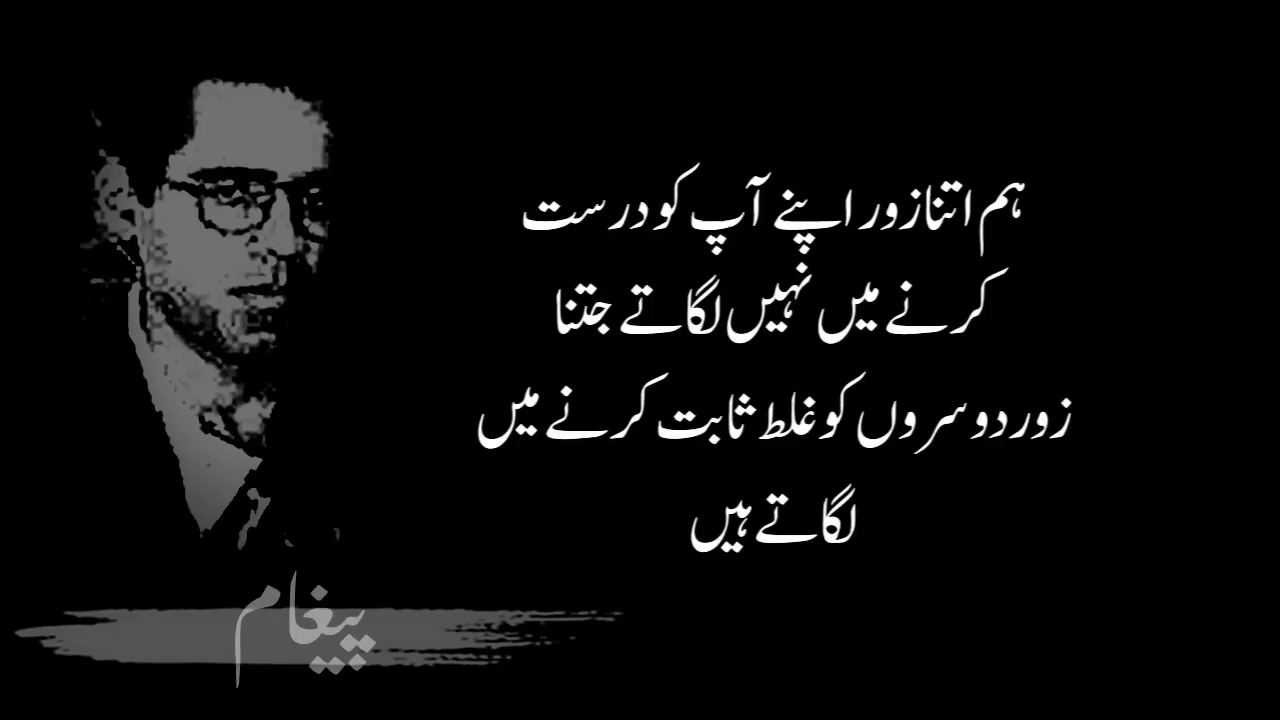 ہم اتنا زور اپنے آپ کو درست
کرنے میں نہیں لگاتے جتنا
زور دوسروں کو غلط ثابت کرنے میں
لگاتے ہیں
پیغام